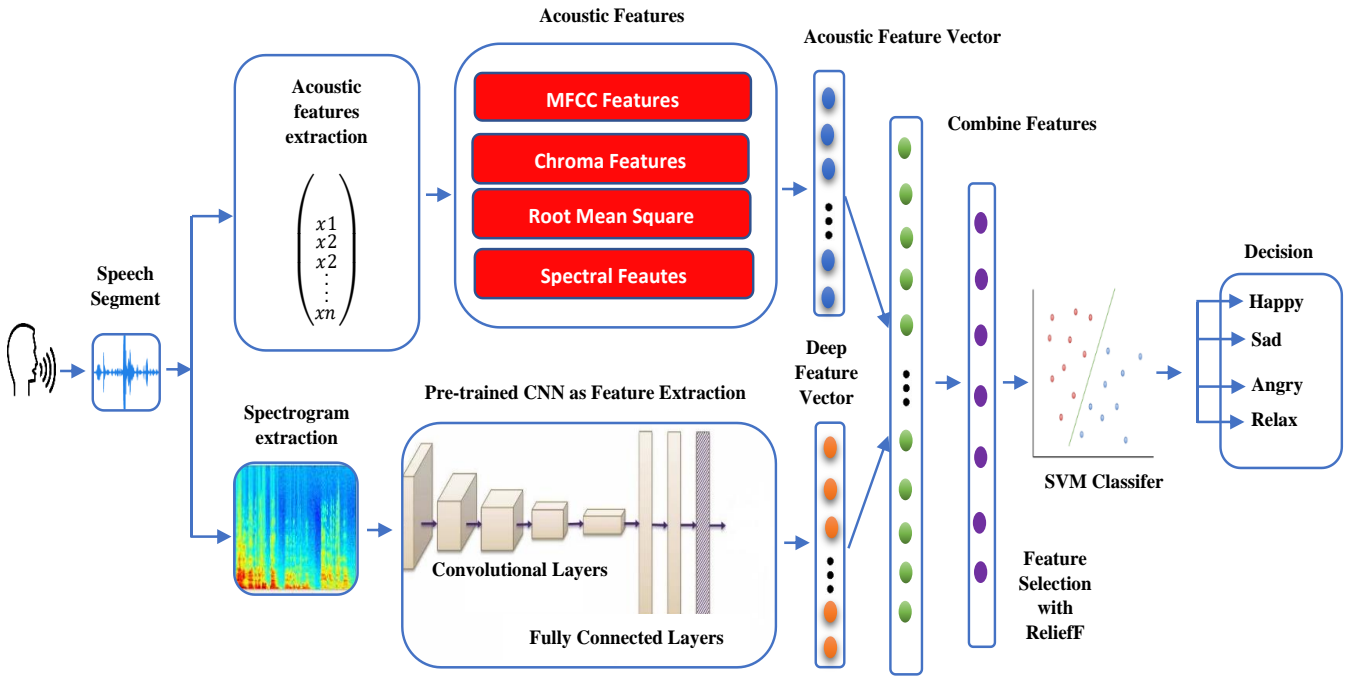 Acoustic Features
Acoustic Feature Vector
Acoustic
features
extraction
x1
x2
x2
⋮
⋮
xn
MFCC Features
Chroma Features
Root Mean Square
Spectral Feautes
Combine Features
Speech
Segment
Decision
Happy
Sad
Angry
Relax
Deep
Feature
Vector
Pre-trained CNN as Feature Extraction
Spectrogram
extraction
Convolutional Layers
Fully Connected Layers
SVM Classifer
Feature
Selection
with
ReliefF